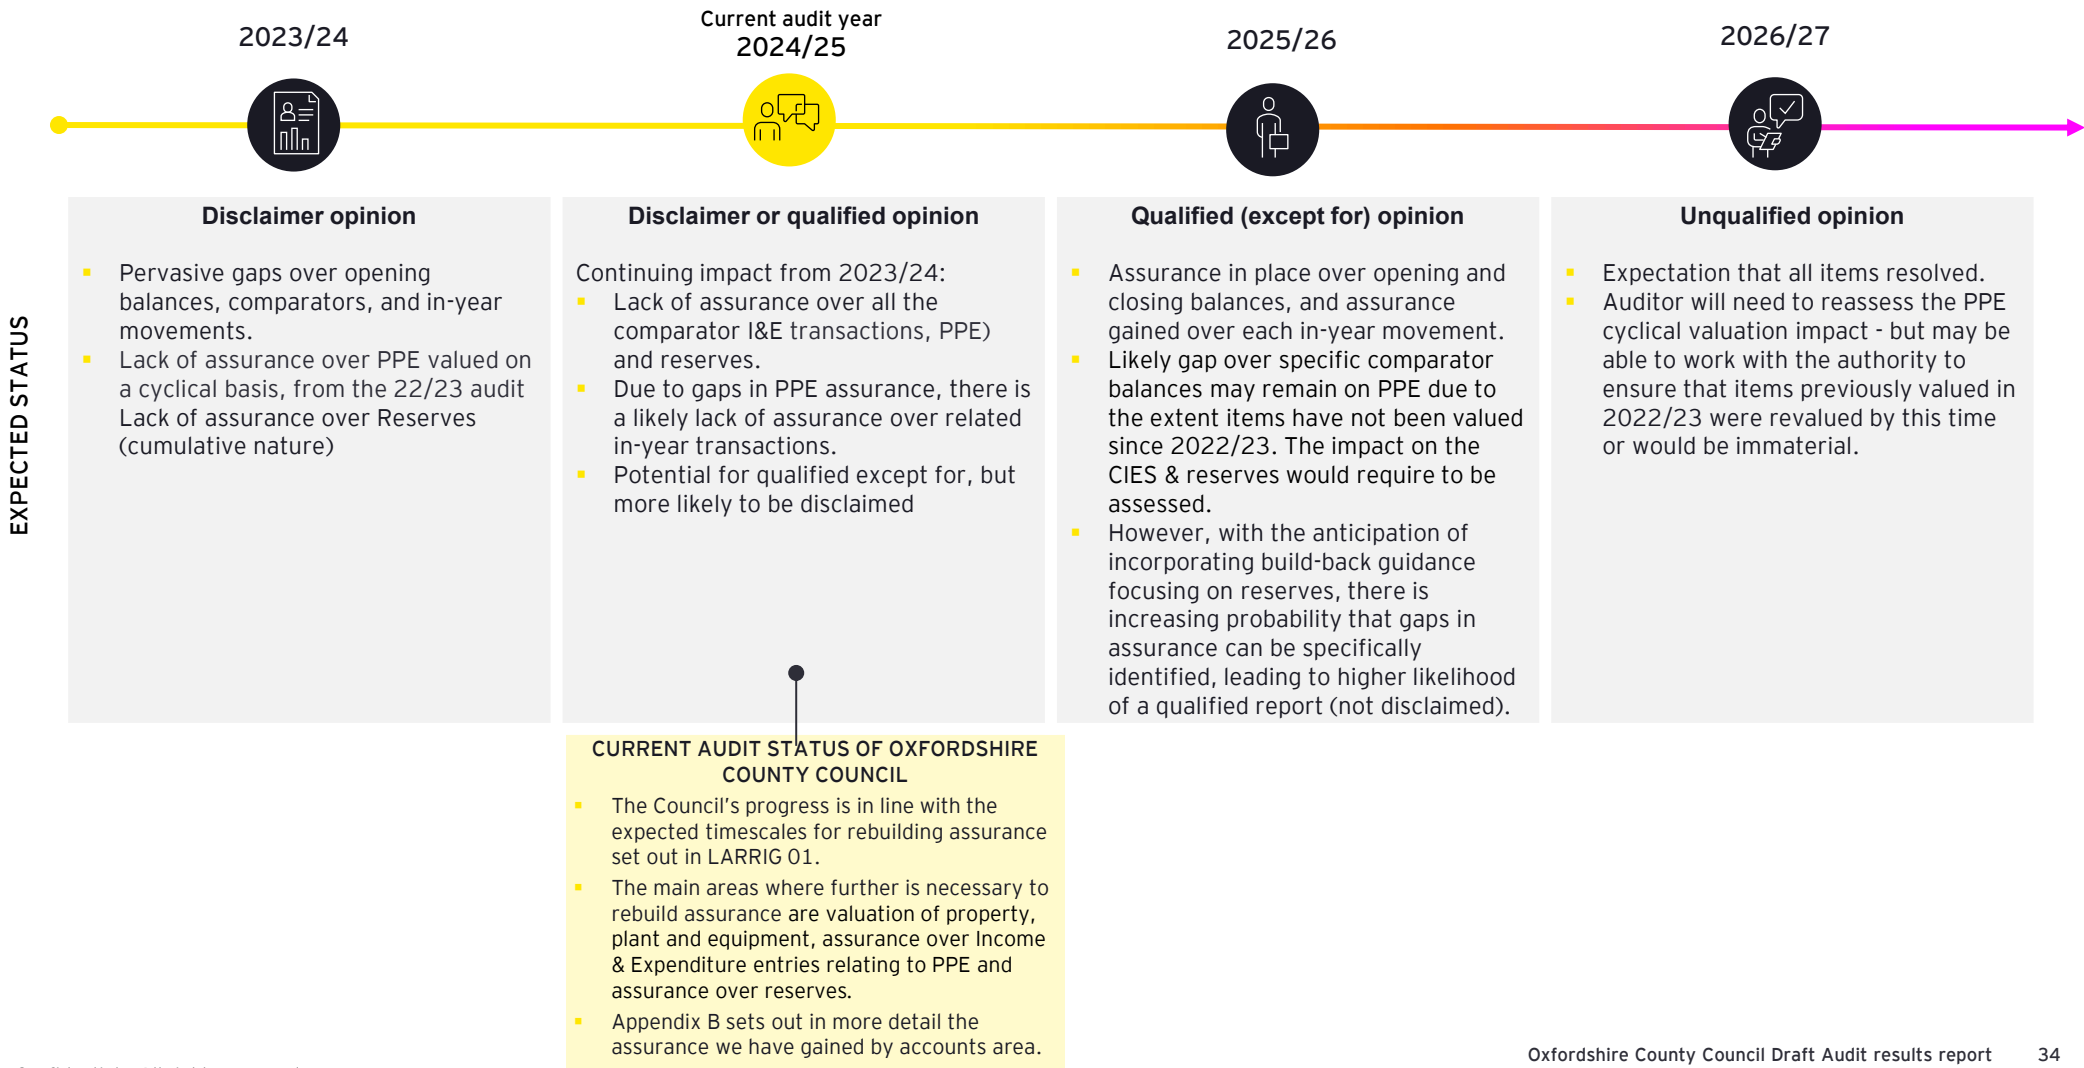 2023/24
Current audit year
2024/25
2025/26
2026/27
EXPECTED STATUS
Disclaimer opinion
▪ Pervasive gaps over opening
balances, comparators, and in-year
movements.
▪ Lack of assurance over PPE valued on
a cyclical basis, from the 22/23 audit
Lack of assurance over Reserves
(cumulative nature)
Disclaimer or qualified opinion
Continuing impact from 2023/24:
▪ Lack of assurance over all the
comparator I&E transactions, PPE)
and reserves.
▪ Due to gaps in PPE assurance, there is
a likely lack of assurance over related
in-year transactions.
▪ Potential for qualified except for, but
more likely to be disclaimed
Qualified (except for) opinion
▪ Assurance in place over opening and
closing balances, and assurance
gained over each in-year movement.
▪ Likely gap over specific comparator
balances may remain on PPE due to
the extent items have not been valued
since 2022/23. The impact on the
CIES & reserves would require to be
assessed.
▪ However, with the anticipation of
incorporating build-back guidance
focusing on reserves, there is
increasing probability that gaps in
assurance can be specifically
identified, leading to higher likelihood
of a qualified report (not disclaimed).
Unqualified opinion
▪ Expectation that all items resolved.
▪ Auditor will need to reassess the PPE
cyclical valuation impact - but may be
able to work with the authority to
ensure that items previously valued in
2022/23 were revalued by this time
or would be immaterial.
CURRENT AUDIT STATUS OF OXFORDSHIRE
COUNTY COUNCIL
▪ The Council's progress is in line with the
expected timescales for rebuilding assurance
set out in LARRIG 01.
▪ The main areas where further is necessary to
rebuild assurance are valuation of property,
plant and equipment, assurance over Income
& Expenditure entries relating to PPE and
assurance over reserves.
▪ Appendix B sets out in more detail the
assurance we have gained by accounts area.
Oxfordshire County Council Draft Audit results report 34